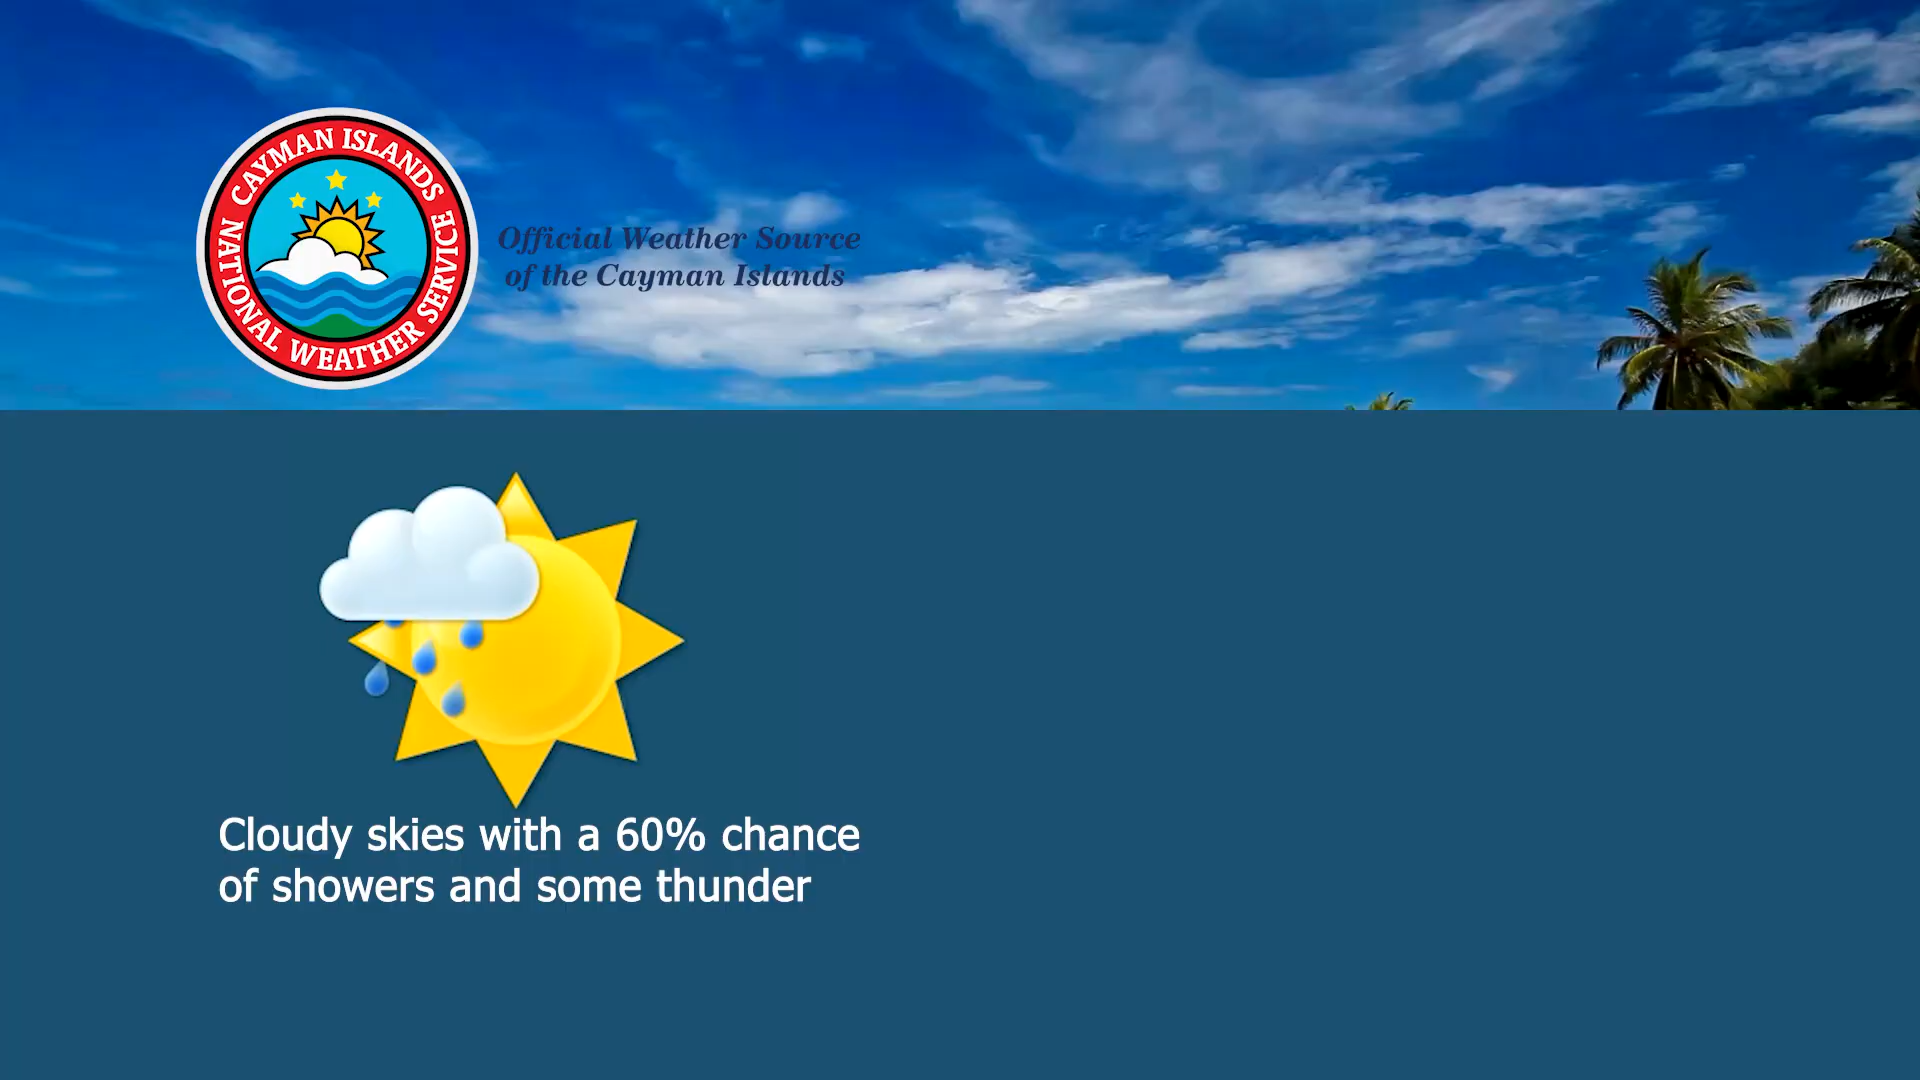 CAYMAN ISLANDS
NATIONAL WEATHER SERVICE
Official Weather Source
of the Cayman Islands
Cloudy skies with a 60% chance
of showers and some thunder